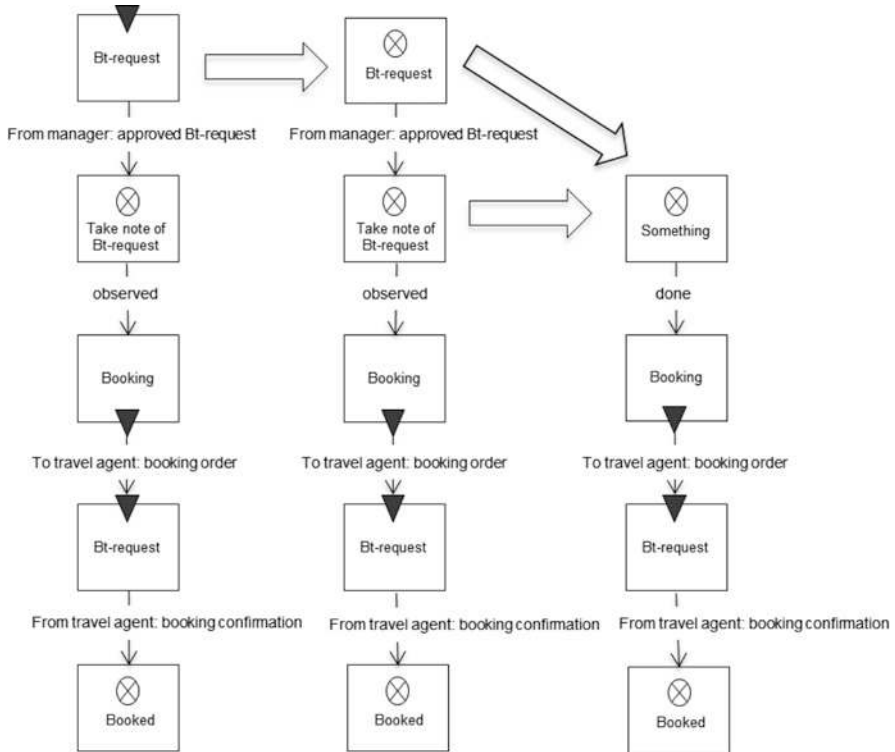 Bt-request
Bt-request
From manager: approved Bt-request
From manager: approved Bt-request
Take note of
Bt-request
Take note of
Bt-request
Something
observed
observed
done
Booking
Booking
Booking
To travel agent: booking order
To travel agent: booking order
To travel agent: booking order
Bt-request
Bt-request
Bt-request
From travel agent: booking confirmation
From travel agent: booking confirmation
From travel agent: booking confirmation
Booked
Booked
Booked